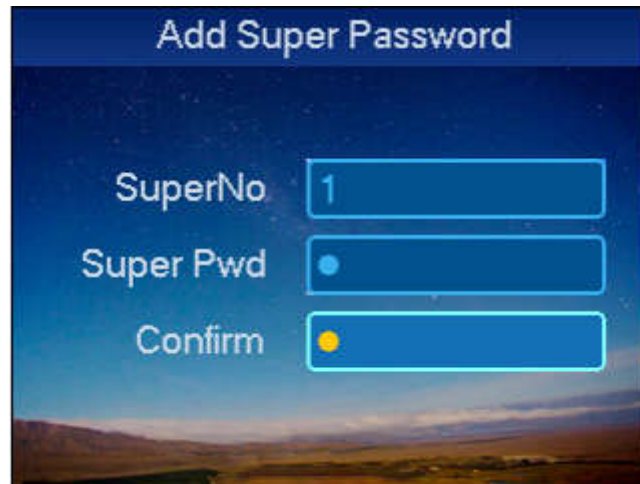 Add Super Password
SuperNo 1
Super Pwd ●
Confirm ●